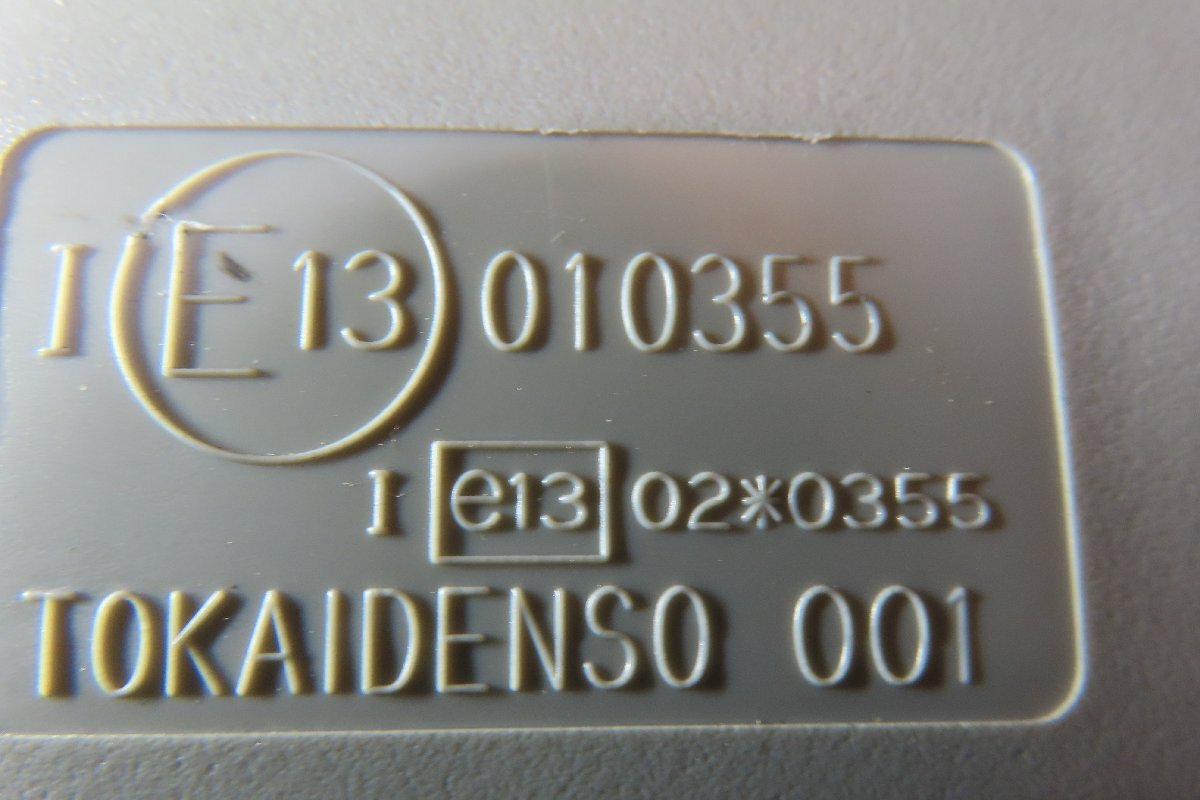 I E13 010355
I e13 02*0355
TOKAIDENSO 001